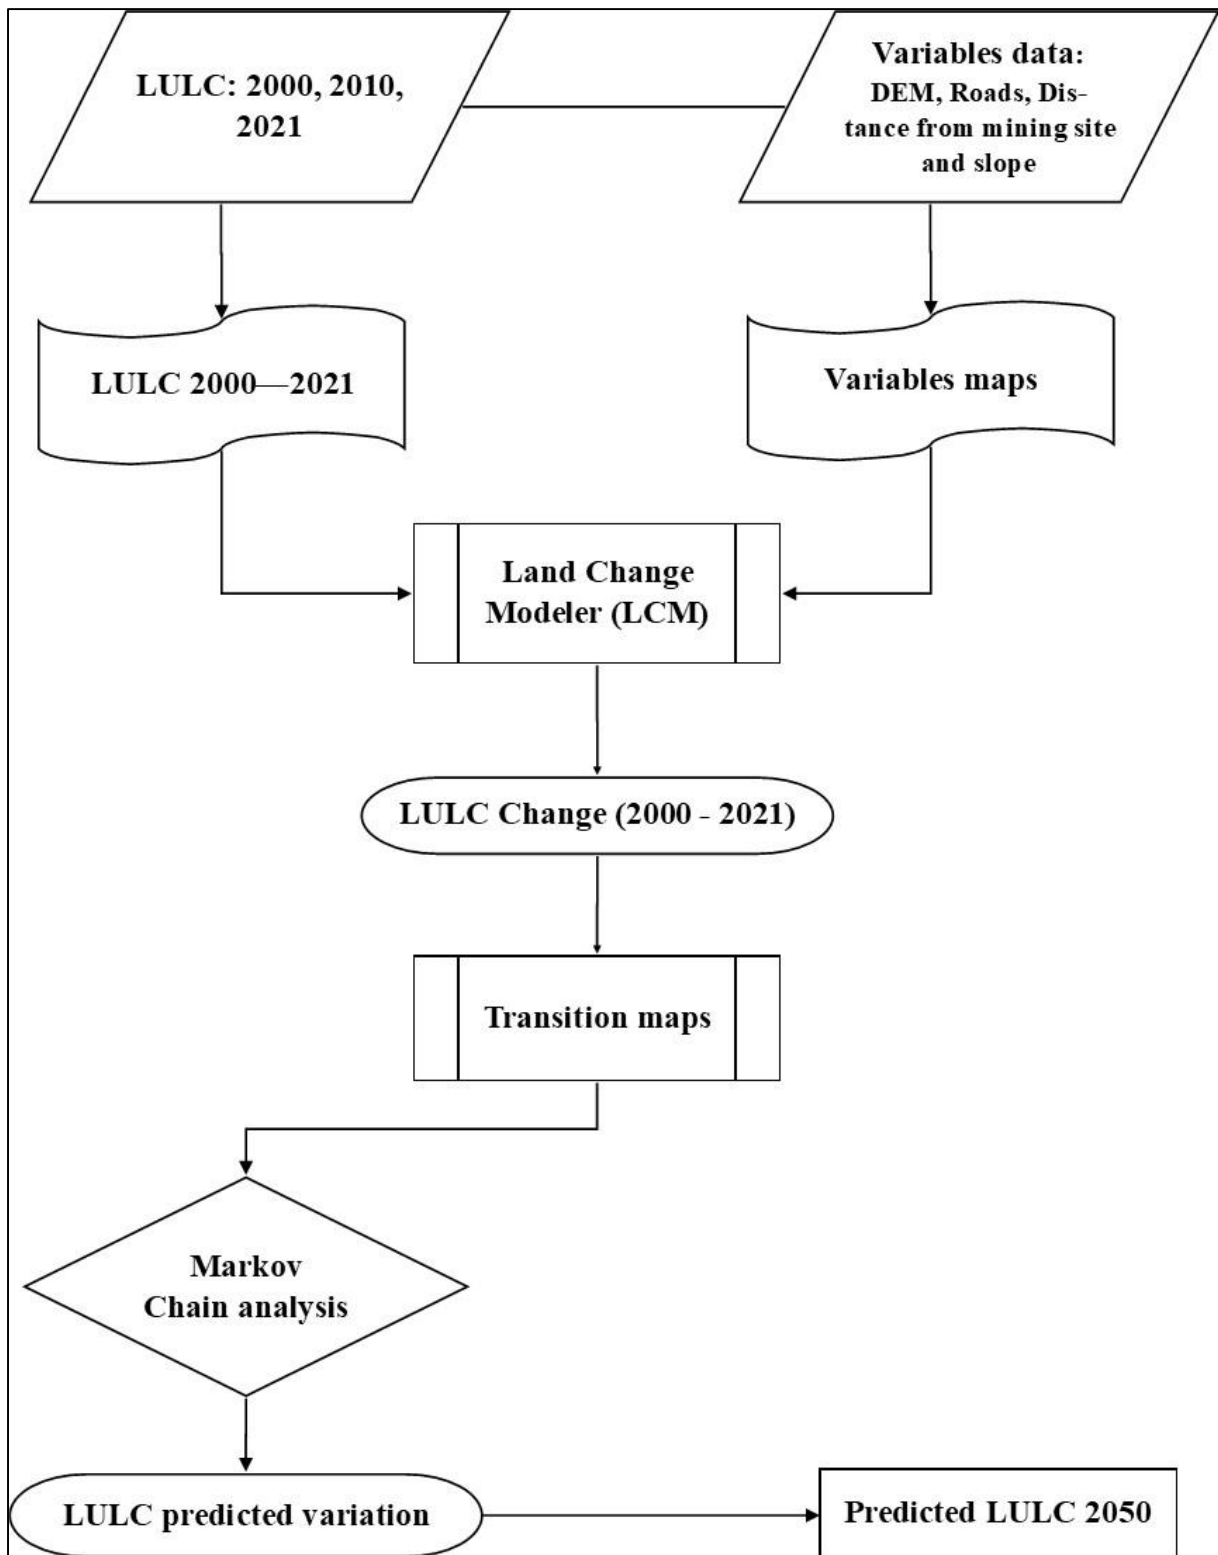 LULC: 2000, 2010,
2021
Variables data:
DEM, Roads, Dis-
tance from mining site
and slope
LULC 2000—2021
Variables maps
Land Change
Modeler (LCM)
LULC Change (2000 - 2021)
Transition maps
Markov
Chain analysis
LULC predicted variation
Predicted LULC 2050